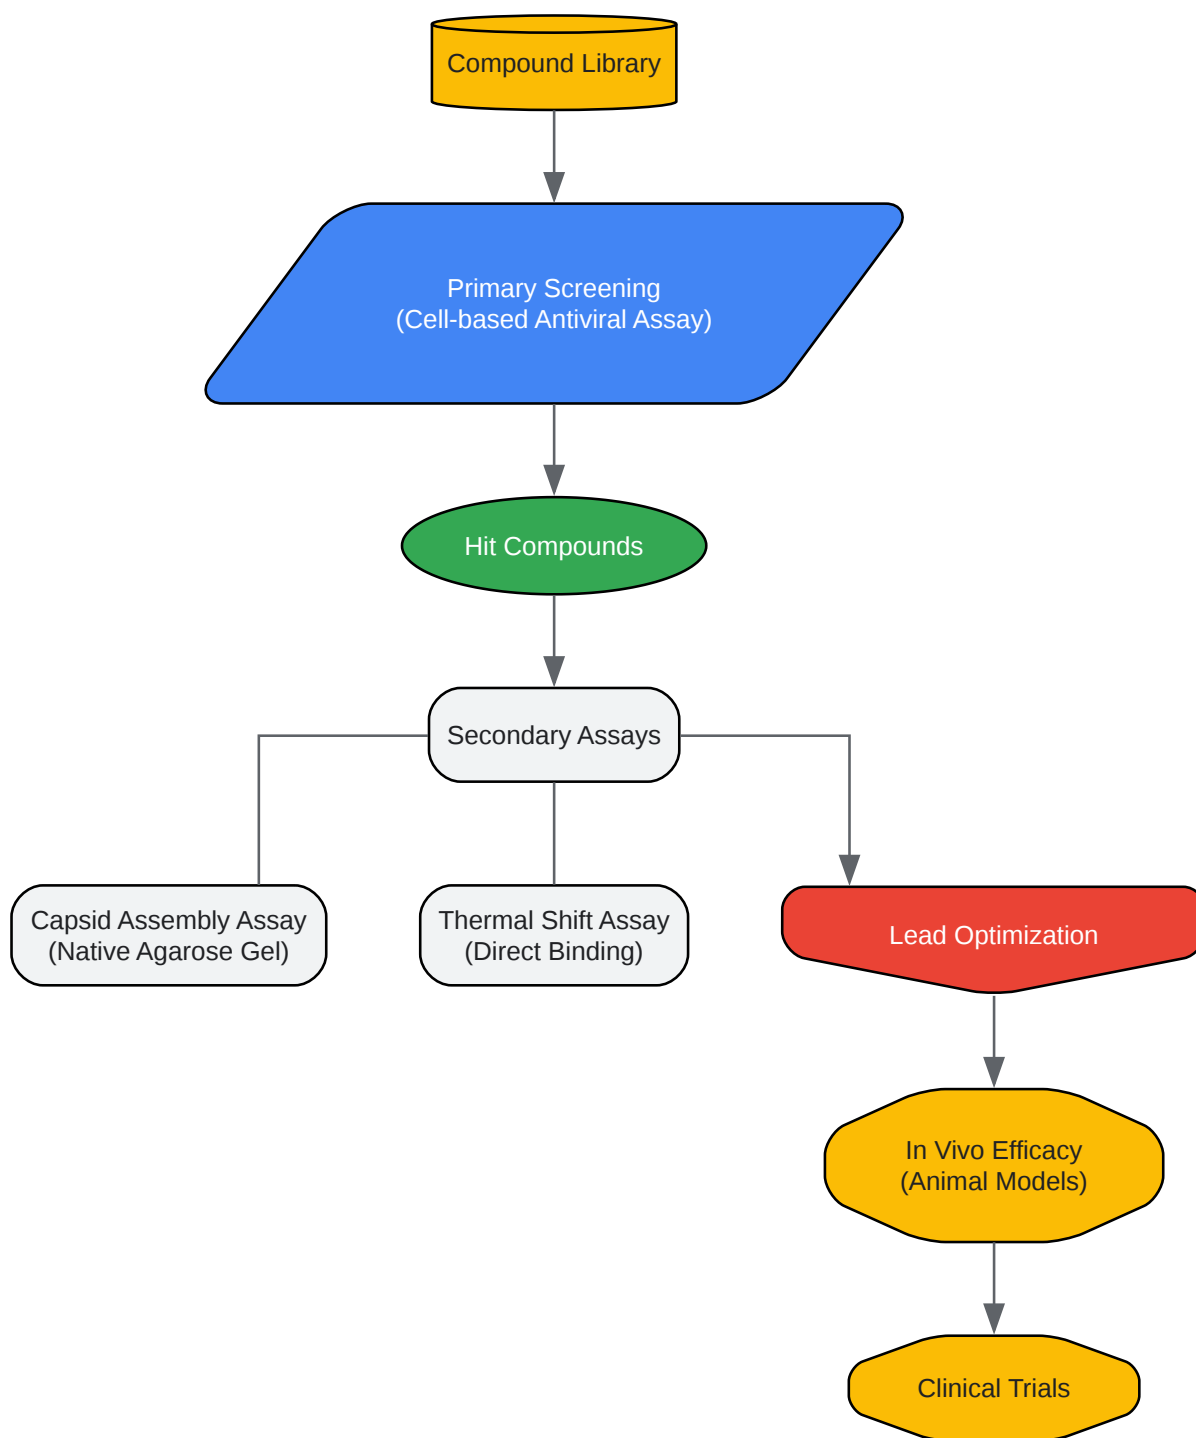 Compound Library
Primary Screening
(Cell-based Antiviral Assay)
Hit Compounds
Secondary Assays
Capsid Assembly Assay
(Native Agarose Gel)
Thermal Shift Assay
(Direct Binding)
Lead Optimization
In Vivo Efficacy
(Animal Models)
Clinical Trials